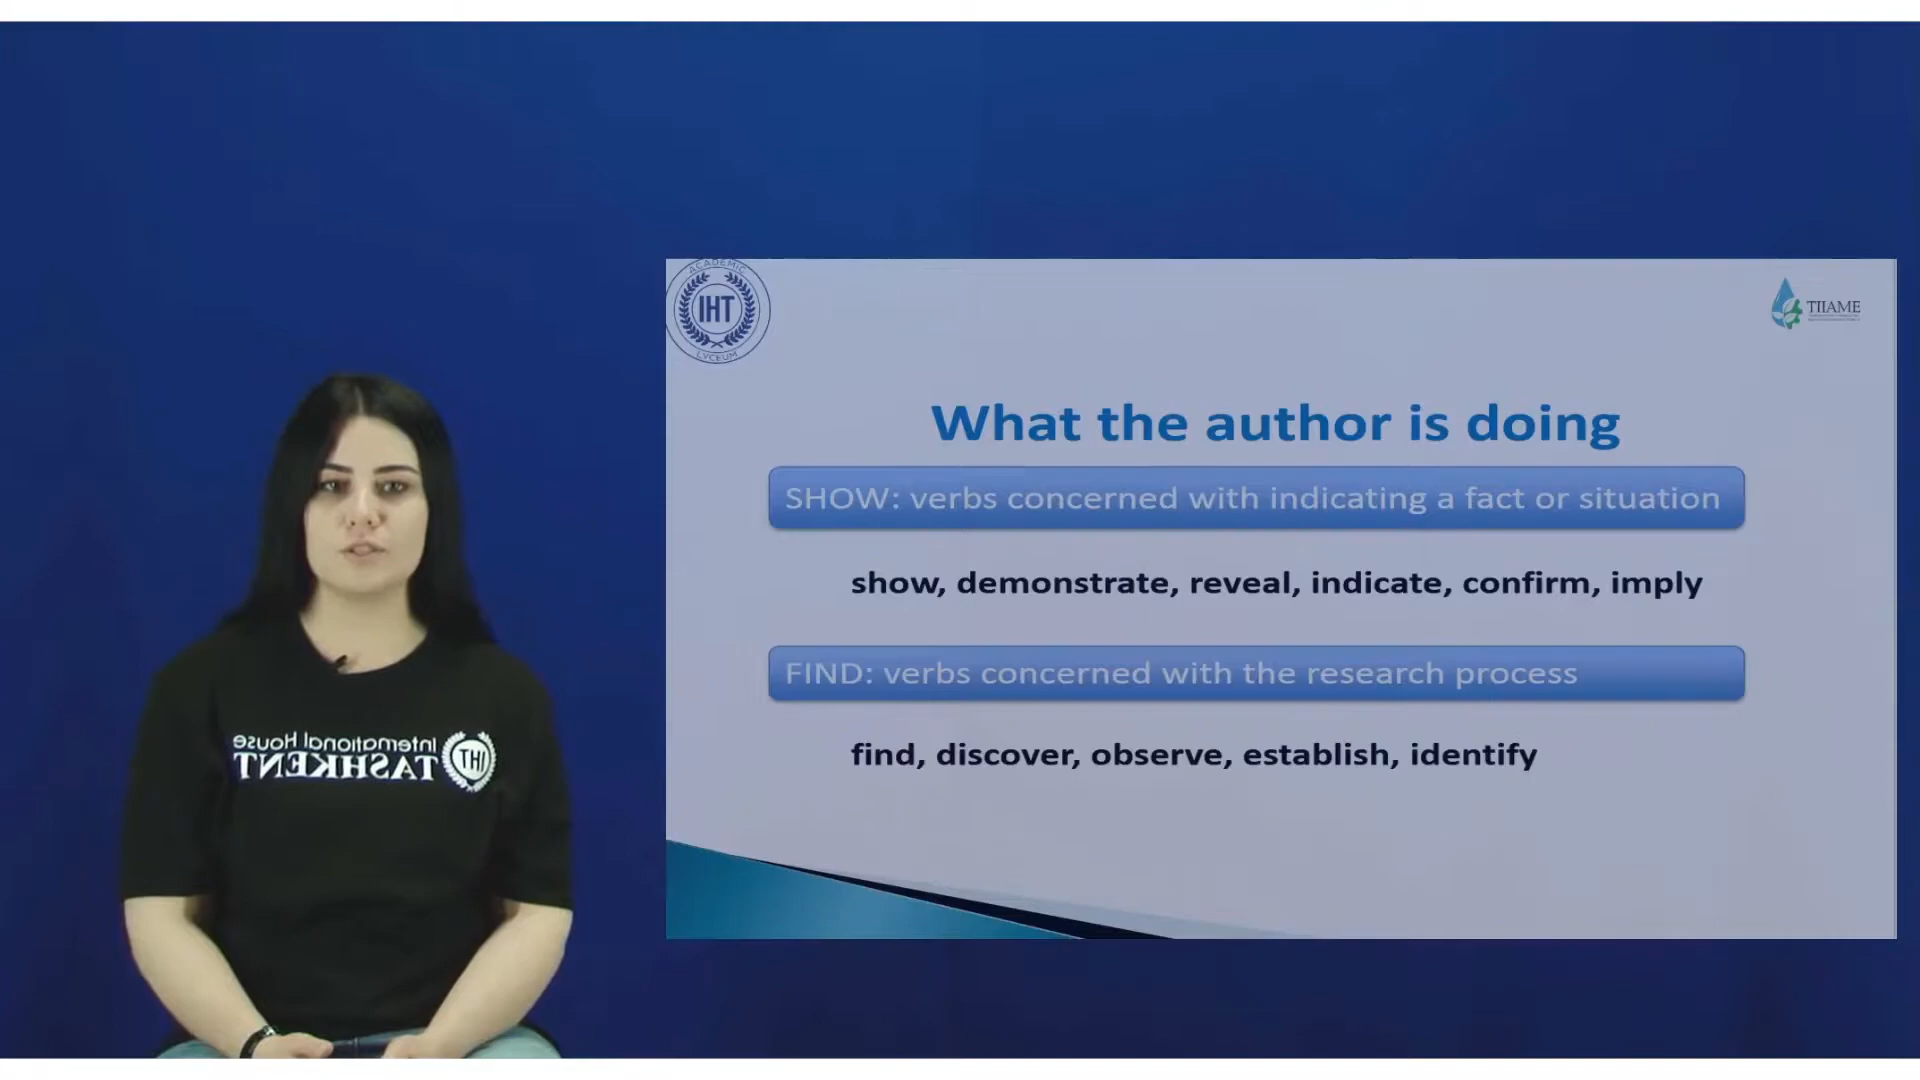 ACADEMIC
IHT
LYCEUM
TIIAME
What the author is doing
SHOW: verbs concerned with indicating a fact or situation
show, demonstrate, reveal, indicate, confirm, imply
FIND: verbs concerned with the research process
find, discover, observe, establish, identify
International House
TASHKENT
IHT